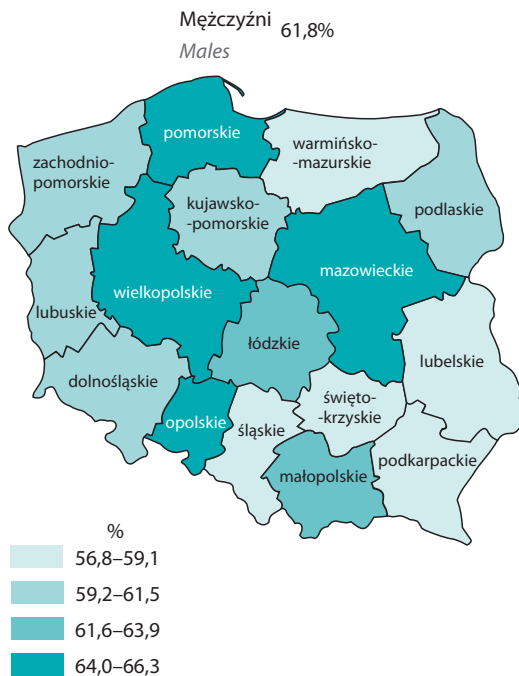 Mężczyźni 61,8%
Males
pomorskie
warmińsko-
-mazurskie
zachodnio-
pomorskie
kujawsko-
-pomorskie
podlaskie
mazowieckie
wielkopolskie
lubuskie
łódzkie
lubelskie
dolnośląskie
święto-
-krzyskie
opolskie
śląskie
podkarpackie
małopolskie
%
56,8–59,1
59,2–61,5
61,6–63,9
64,0–66,3